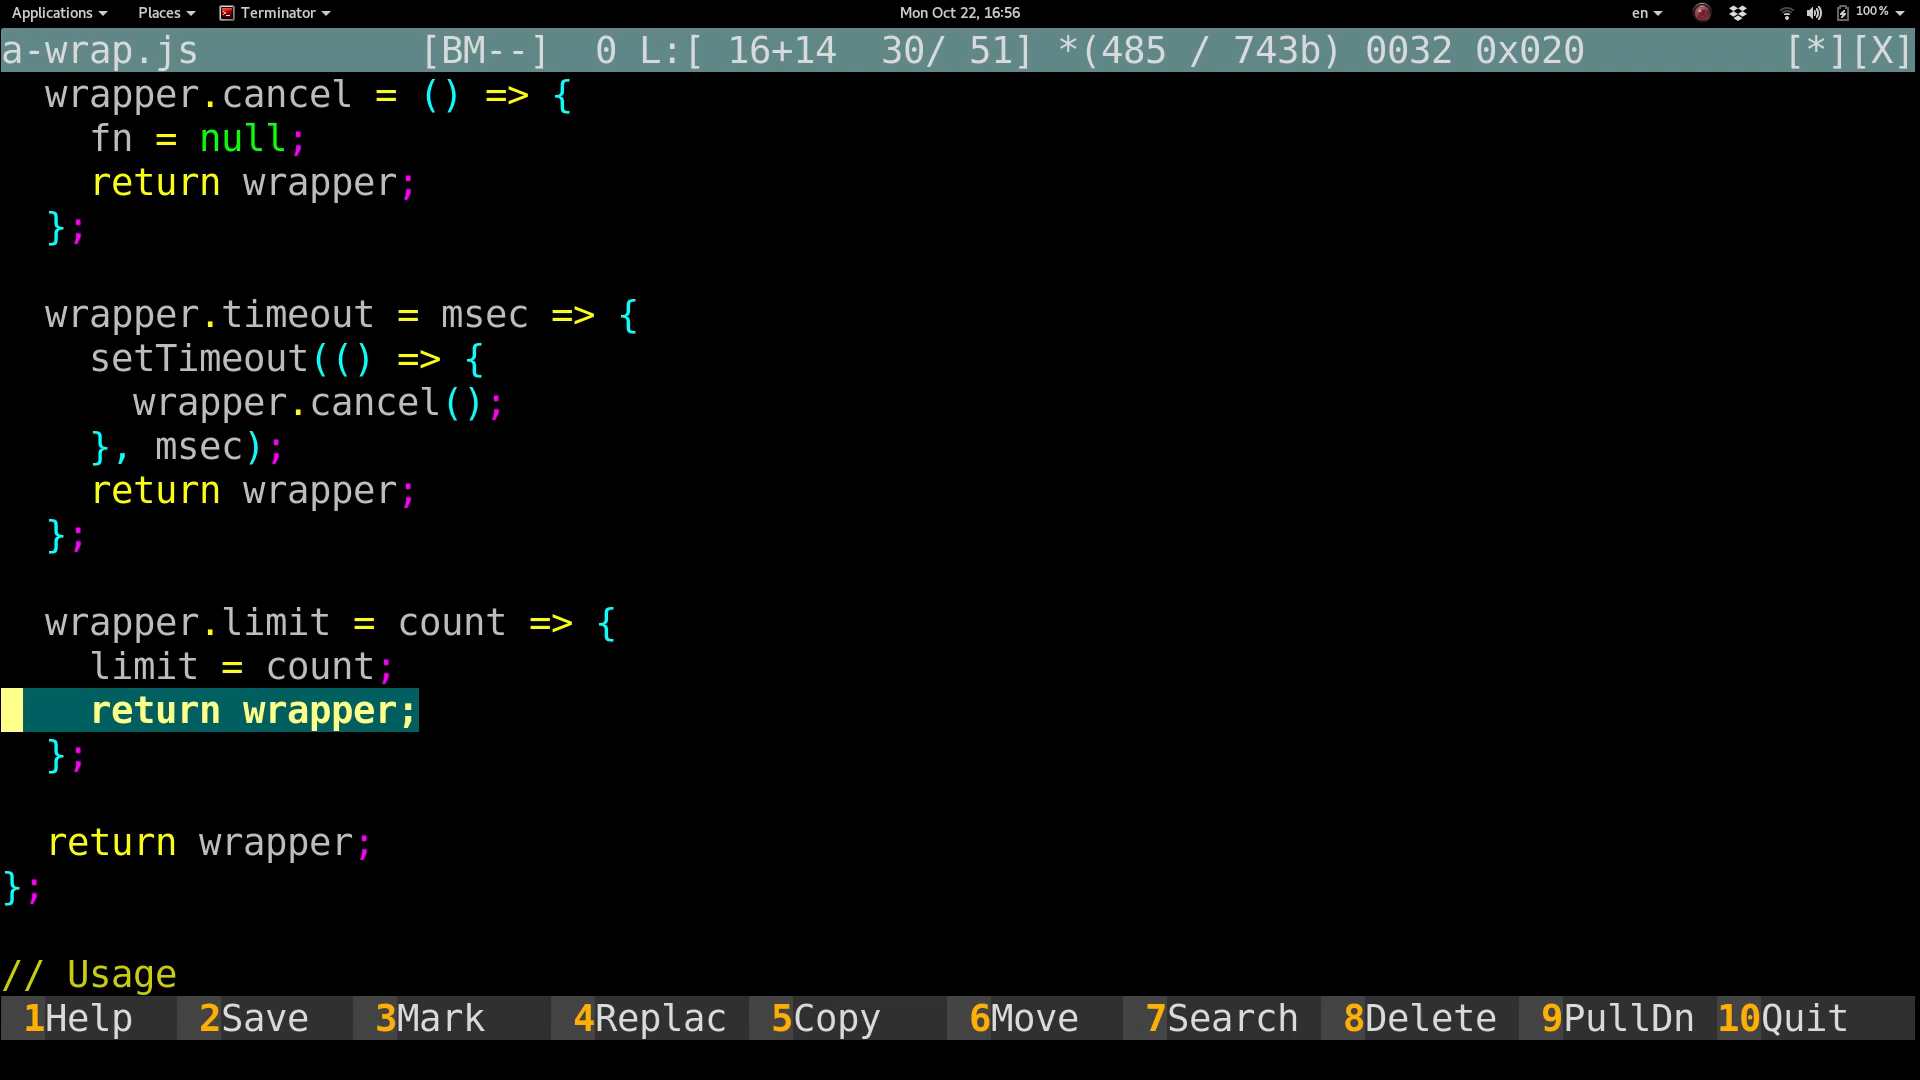 Applications Places Terminator Mon Oct 22, 16:56 en 100%
a-wrap.js [BM--] 0 L:[ 16+14 30/ 51] *(485 / 743b) 0032 0x020 [*][X]
wrapper.cancel = () => {
fn = null;
return wrapper;
};
wrapper.timeout = msec => {
setTimeout(() => {
wrapper.cancel();
}, msec);
return wrapper;
};
wrapper.limit = count => {
limit = count;
return wrapper;
};
return wrapper;
};
// Usage
1Help 2Save 3Mark 4Replac 5Copy 6Move 7Search 8Delete 9PullDn 10Quit